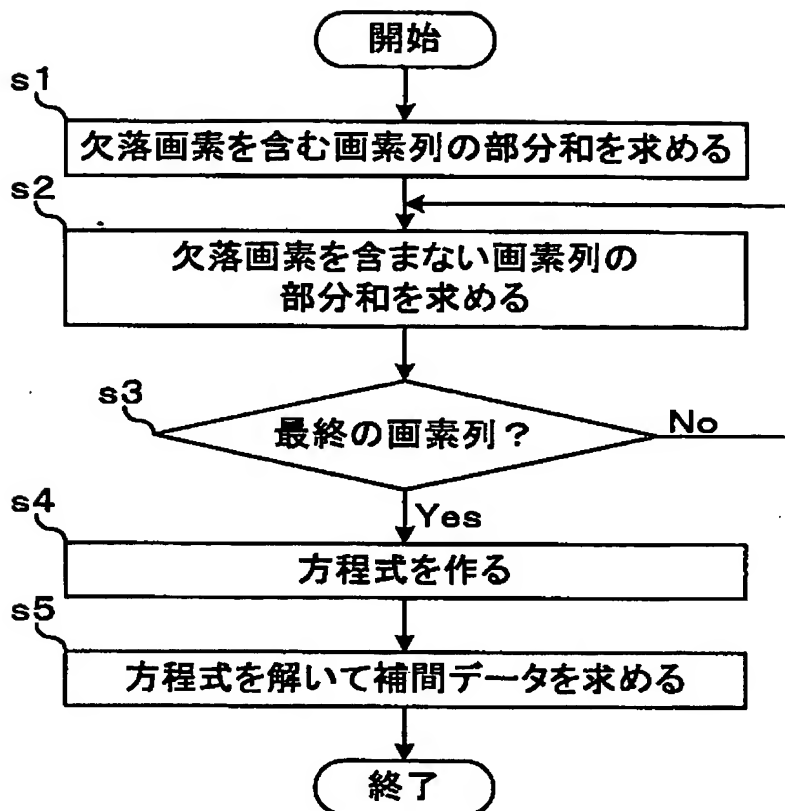 開始
s1
欠落画素を含む画素列の部分和を求める
s2
欠落画素を含まない画素列の
部分和を求める
s3
最終の画素列?
No
Yes
s4
方程式を作る
s5
方程式を解いて補間データを求める
終了